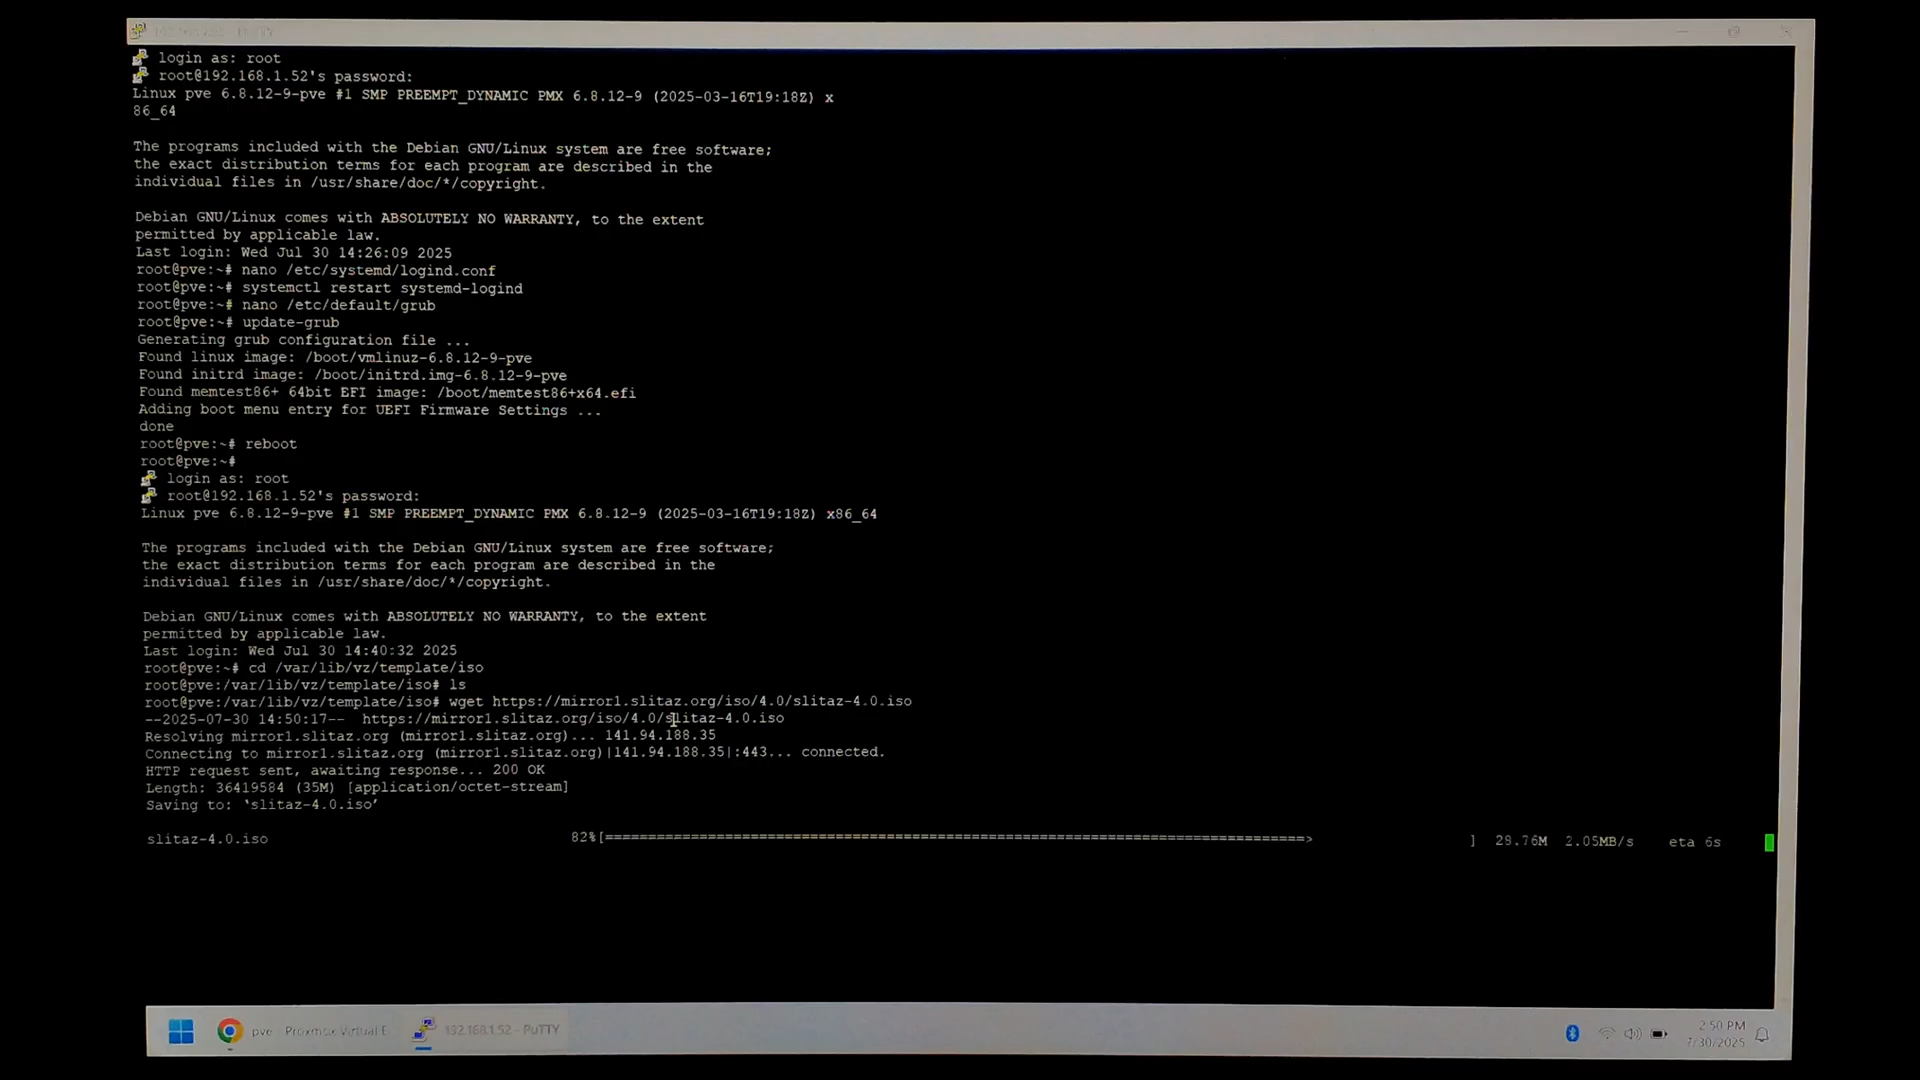 login as: root
root@192.168.1.52's password:
Linux pve 6.8.12-9-pve #1 SMP PREEMPT_DYNAMIC PMX 6.8.12-9 (2025-03-16T19:18Z) x
86_64
The programs included with the Debian GNU/Linux system are free software;
the exact distribution terms for each program are described in the
individual files in /usr/share/doc/*/copyright.
Debian GNU/Linux comes with ABSOLUTELY NO WARRANTY, to the extent
permitted by applicable law.
Last login: Wed Jul 30 14:26:09 2025
root@pve:~# nano /etc/systemd/logind.conf
root@pve:~# systemctl restart systemd-logind
root@pve:~# nano /etc/default/grub
root@pve:~# update-grub
Generating grub configuration file ...
Found linux image: /boot/vmlinuz-6.8.12-9-pve
Found initrd image: /boot/initrd.img-6.8.12-9-pve
Found memtest86+ 64bit EFI image: /boot/memtest86+x64.efi
Adding boot menu entry for UEFI Firmware Settings ...
done
root@pve:~# reboot
root@pve:~#
login as: root
root@192.168.1.52's password:
Linux pve 6.8.12-9-pve #1 SMP PREEMPT_DYNAMIC PMX 6.8.12-9 (2025-03-16T19:18Z) x86_64
The programs included with the Debian GNU/Linux system are free software;
the exact distribution terms for each program are described in the
individual files in /usr/share/doc/*/copyright.
Debian GNU/Linux comes with ABSOLUTELY NO WARRANTY, to the extent
permitted by applicable law.
Last login: Wed Jul 30 14:40:32 2025
root@pve:~# cd /var/lib/vz/template/iso
root@pve:/var/lib/vz/template/iso# ls
root@pve:/var/lib/vz/template/iso# wget https://mirror1.slitaz.org/iso/4.0/slitaz-4.0.iso
--2025-07-30 14:50:17--  https://mirror1.slitaz.org/iso/4.0/slitaz-4.0.iso
Resolving mirror1.slitaz.org (mirror1.slitaz.org)... 141.94.188.35
Connecting to mirror1.slitaz.org (mirror1.slitaz.org)|141.94.188.35|:443... connected.
HTTP request sent, awaiting response... 200 OK
Length: 36419584 (35M) [application/octet-stream]
Saving to: ‘slitaz-4.0.iso’
slitaz-4.0.iso 82%[=================================================> ] 28.76M 2.05MB/s eta 6s
pve Proxmox Virtual E 192.168.1.52 - PuTTY 2:50 PM
7/30/2025